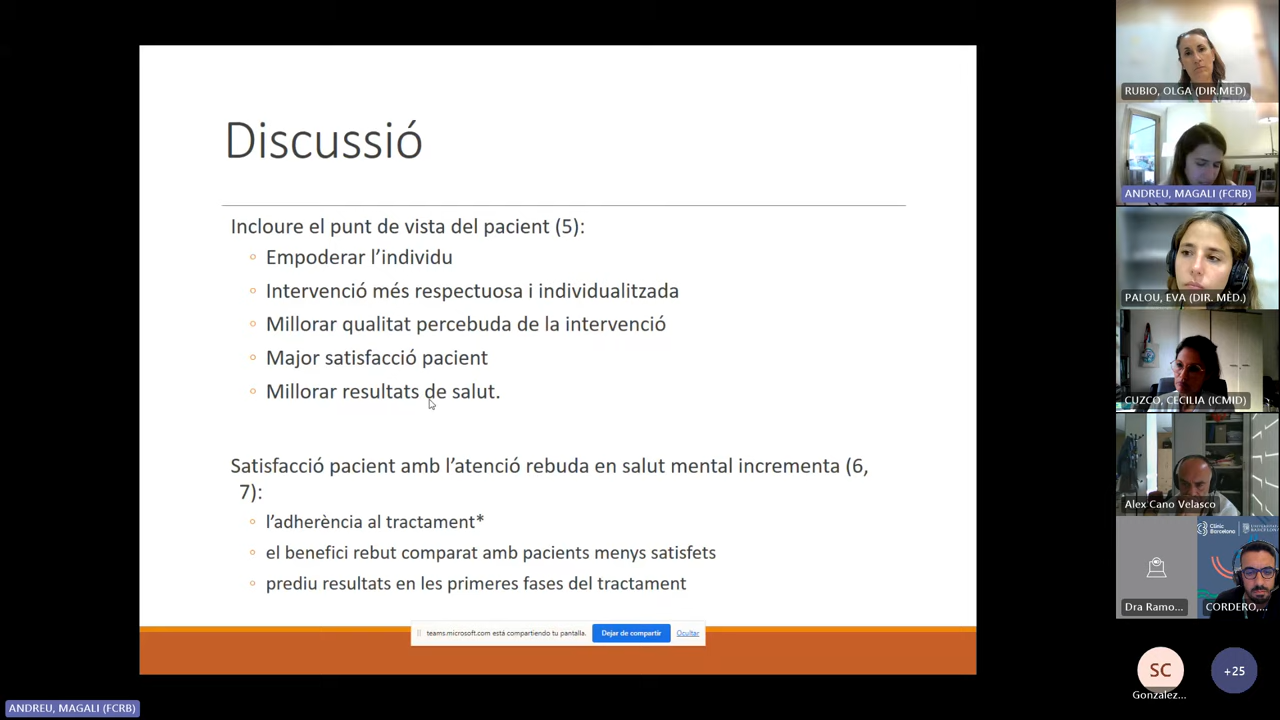 Discussió
Incloure el punt de vista del pacient (5):
Empoderar l'individu
Intervenció més respectuosa i individualitzada
Millorar qualitat percebuda de la intervenció
Major satisfacció pacient
Millorar resultats de salut.
Satisfacció pacient amb l'atenció rebuda en salut mental incrementa (6,
7):
l'adherència al tractament*
el benefici rebut comparat amb pacients menys satisfets
prediu resultats en les primeres fases del tractament
teams.microsoft.com está compartiendo tu pantalla. Dejar de compartir Ocultar
ANDREU, MAGALI (FCRB)
RUBIO, OLGA (DIR.MED)
ANDREU, MAGALI (FCRB)
PALOU, EVA (DIR. MÈD.)
CUZCO, CECILIA (ICMID)
Alex Cano Velasco
Clínic
Barcelona
Dra Ramo...
CORDERO,...
SC
Gonzalez...
+25